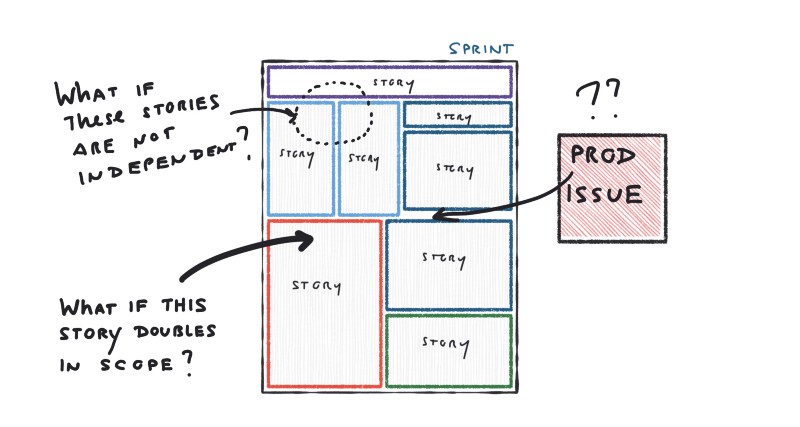 SPRINT
STORY
WHAT IF
THESE STORIES
ARE NOT
INDEPENDENT?
STORY
STORY
STORY
STORY
??
PROD
ISSUE
STORY
STORY
WHAT IF THIS
STORY DOUBLES
IN SCOPE?
STORY